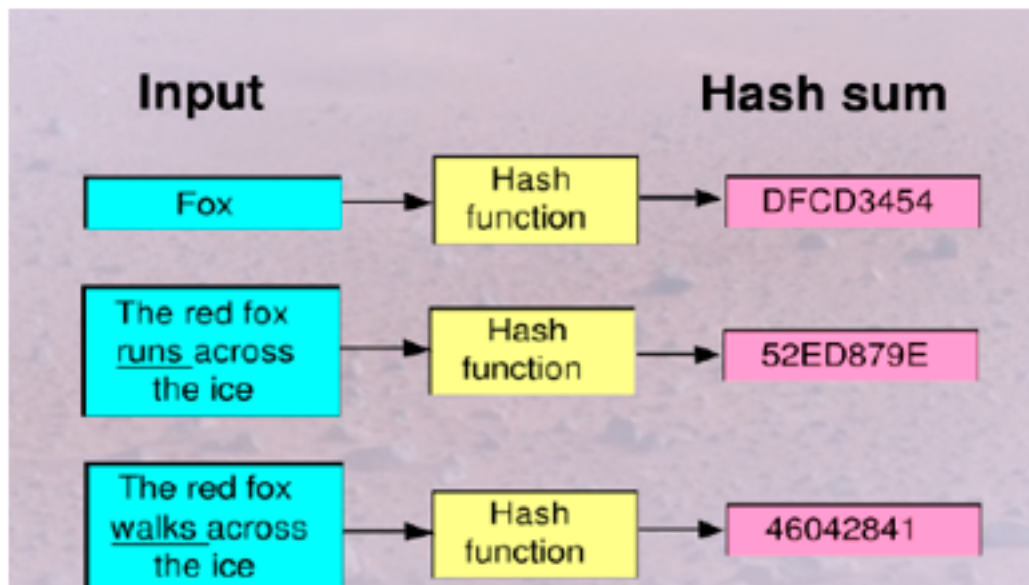 Input
Hash sum
Fox
Hash
function
DFCD3454
The red fox
runs across
the ice
Hash
function
52ED879E
The red fox
walks across
the ice
Hash
function
46042841